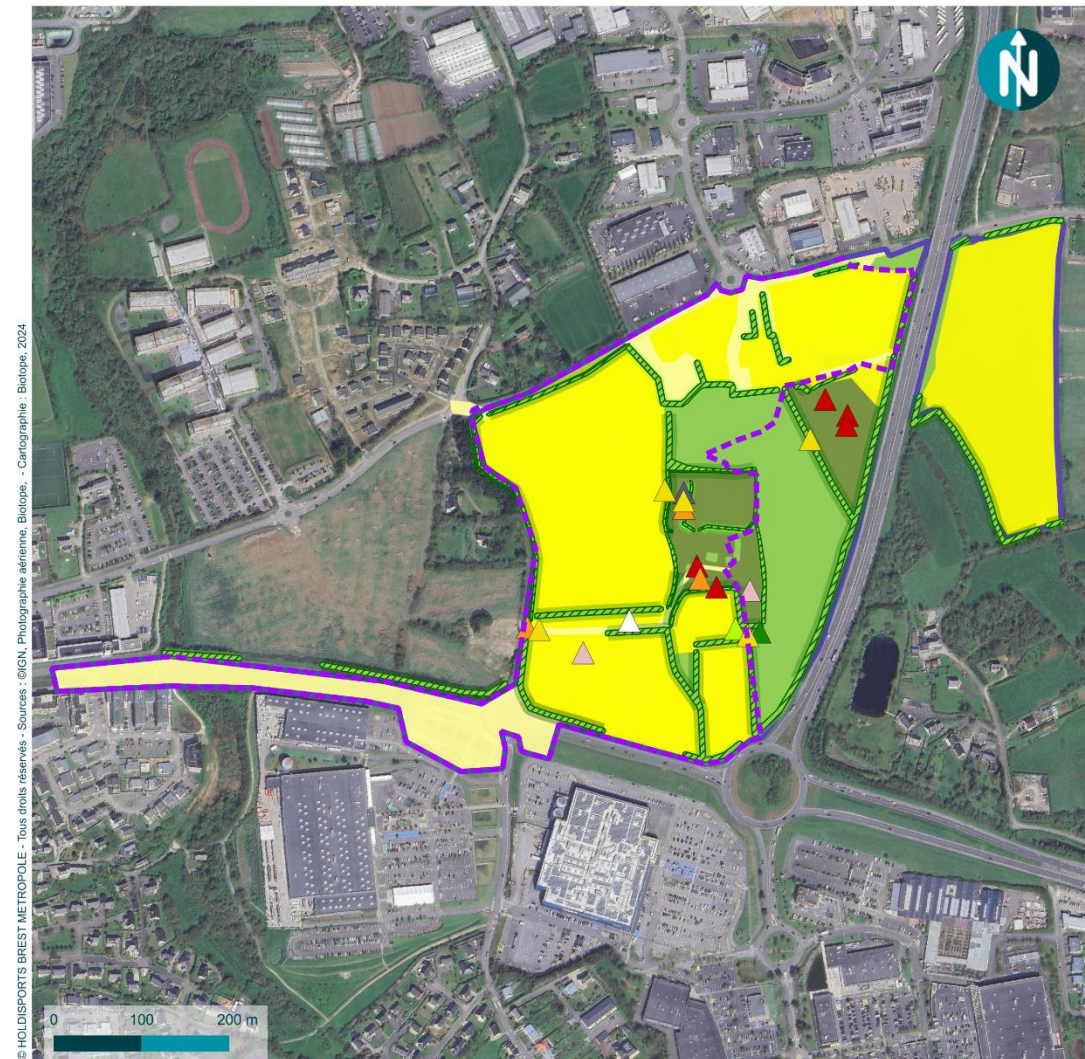 N
© HOLDISPORTS BREST METROPOLE - Tous droits réservés - Sources : ©IGN, Photographie aérienne, Biotope, - Cartographie : Biotope, 2024
0 100 200 m